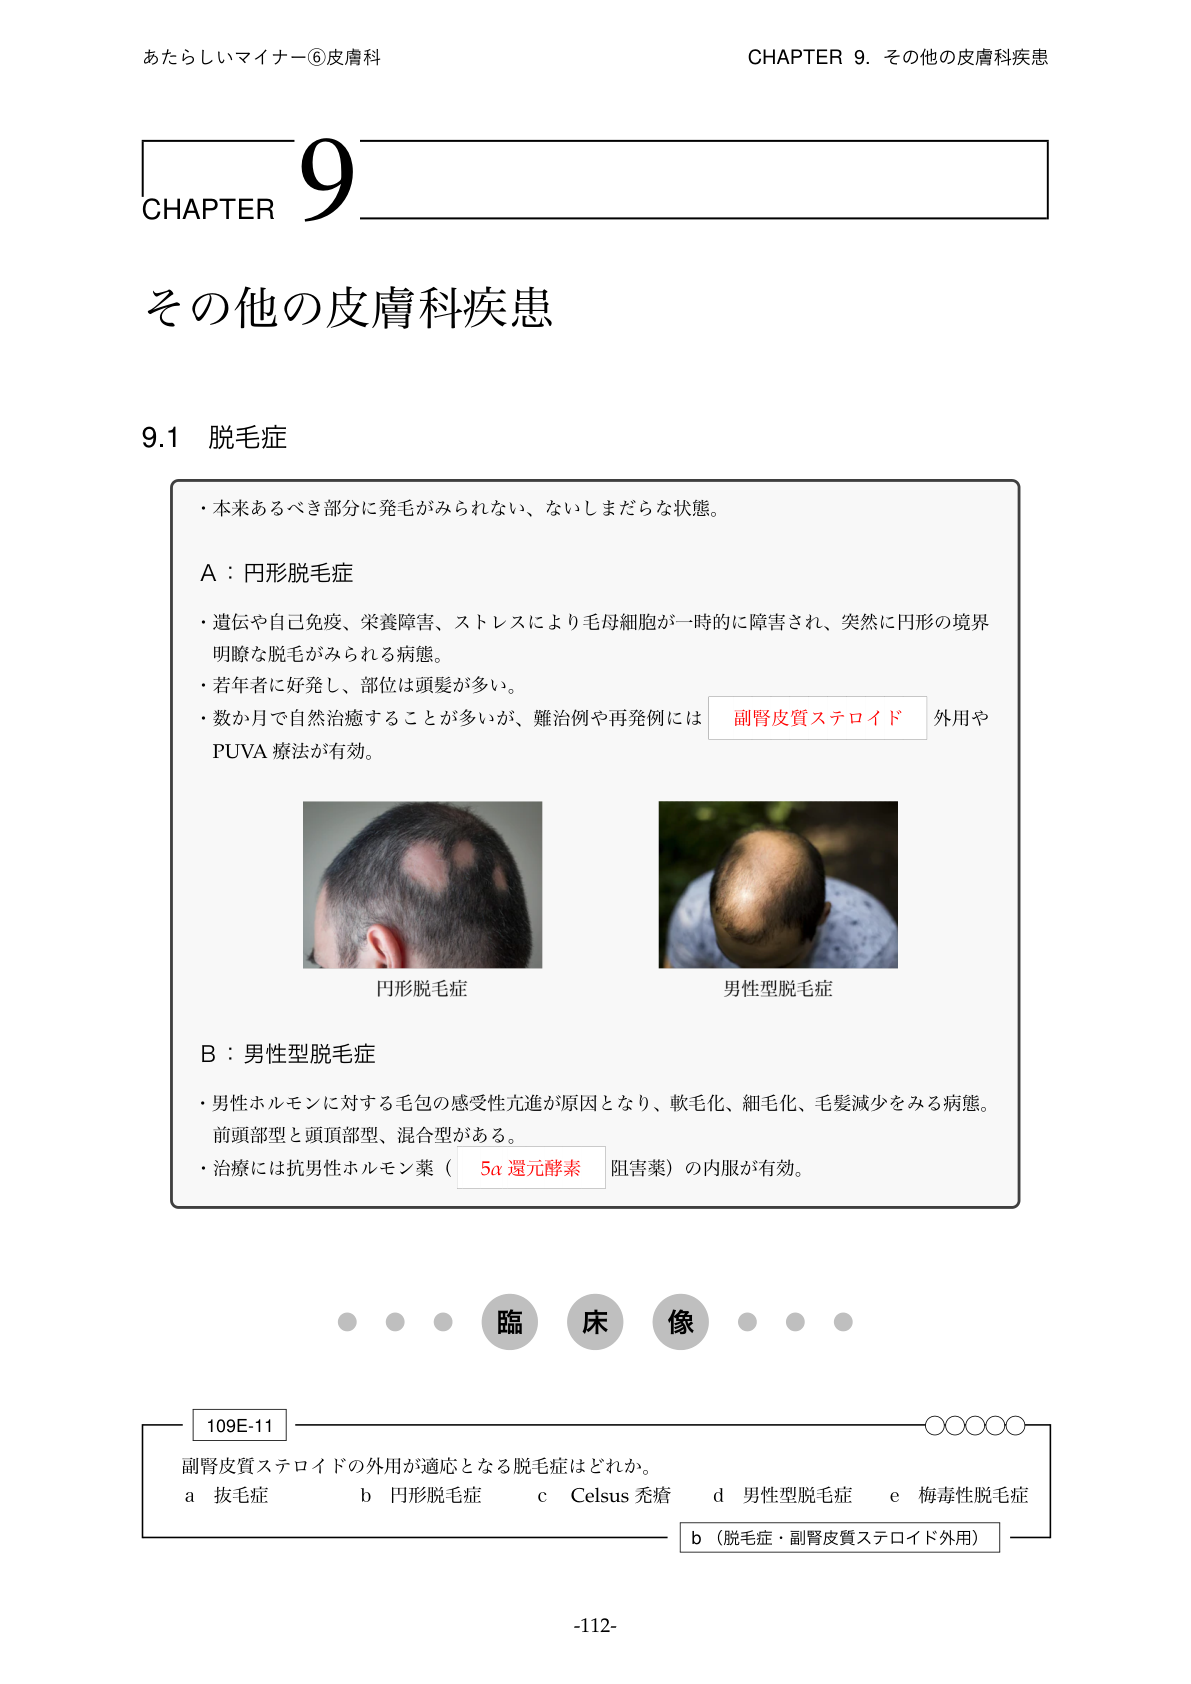 あたらしいマイナー⑥皮膚科
CHAPTER 9. その他の皮膚科疾患
CHAPTER 9
その他の皮膚科疾患
9.1 脱毛症
・本来あるべき部分に発毛がみられない、ないしまだらな状態。
A：円形脱毛症
・遺伝や自己免疫、栄養障害、ストレスにより毛母細胞が一時的に障害され、突然に円形の境界
明瞭な脱毛がみられる病態。
・若年者に好発し、部位は頭髪が多い。
・数か月で自然治癒することが多いが、難治例や再発例には 副腎皮質ステロイド 外用や
PUVA 療法が有効。
円形脱毛症
男性型脱毛症
B：男性型脱毛症
・男性ホルモンに対する毛包の感受性亢進が原因となり、軟毛化、細毛化、毛髪減少をみる病態。
前頭部型と頭頂部型、混合型がある。
・治療には抗男性ホルモン薬（ 5α 還元酵素 阻害薬）の内服が有効。
臨 床 像
109E-11
副腎皮質ステロイドの外用が適応となる脱毛症はどれか。
a 抜毛症 b 円形脱毛症 c Celsus 禿瘡 d 男性型脱毛症 e 梅毒性脱毛症
b （脱毛症・副腎皮質ステロイド外用）
-112-